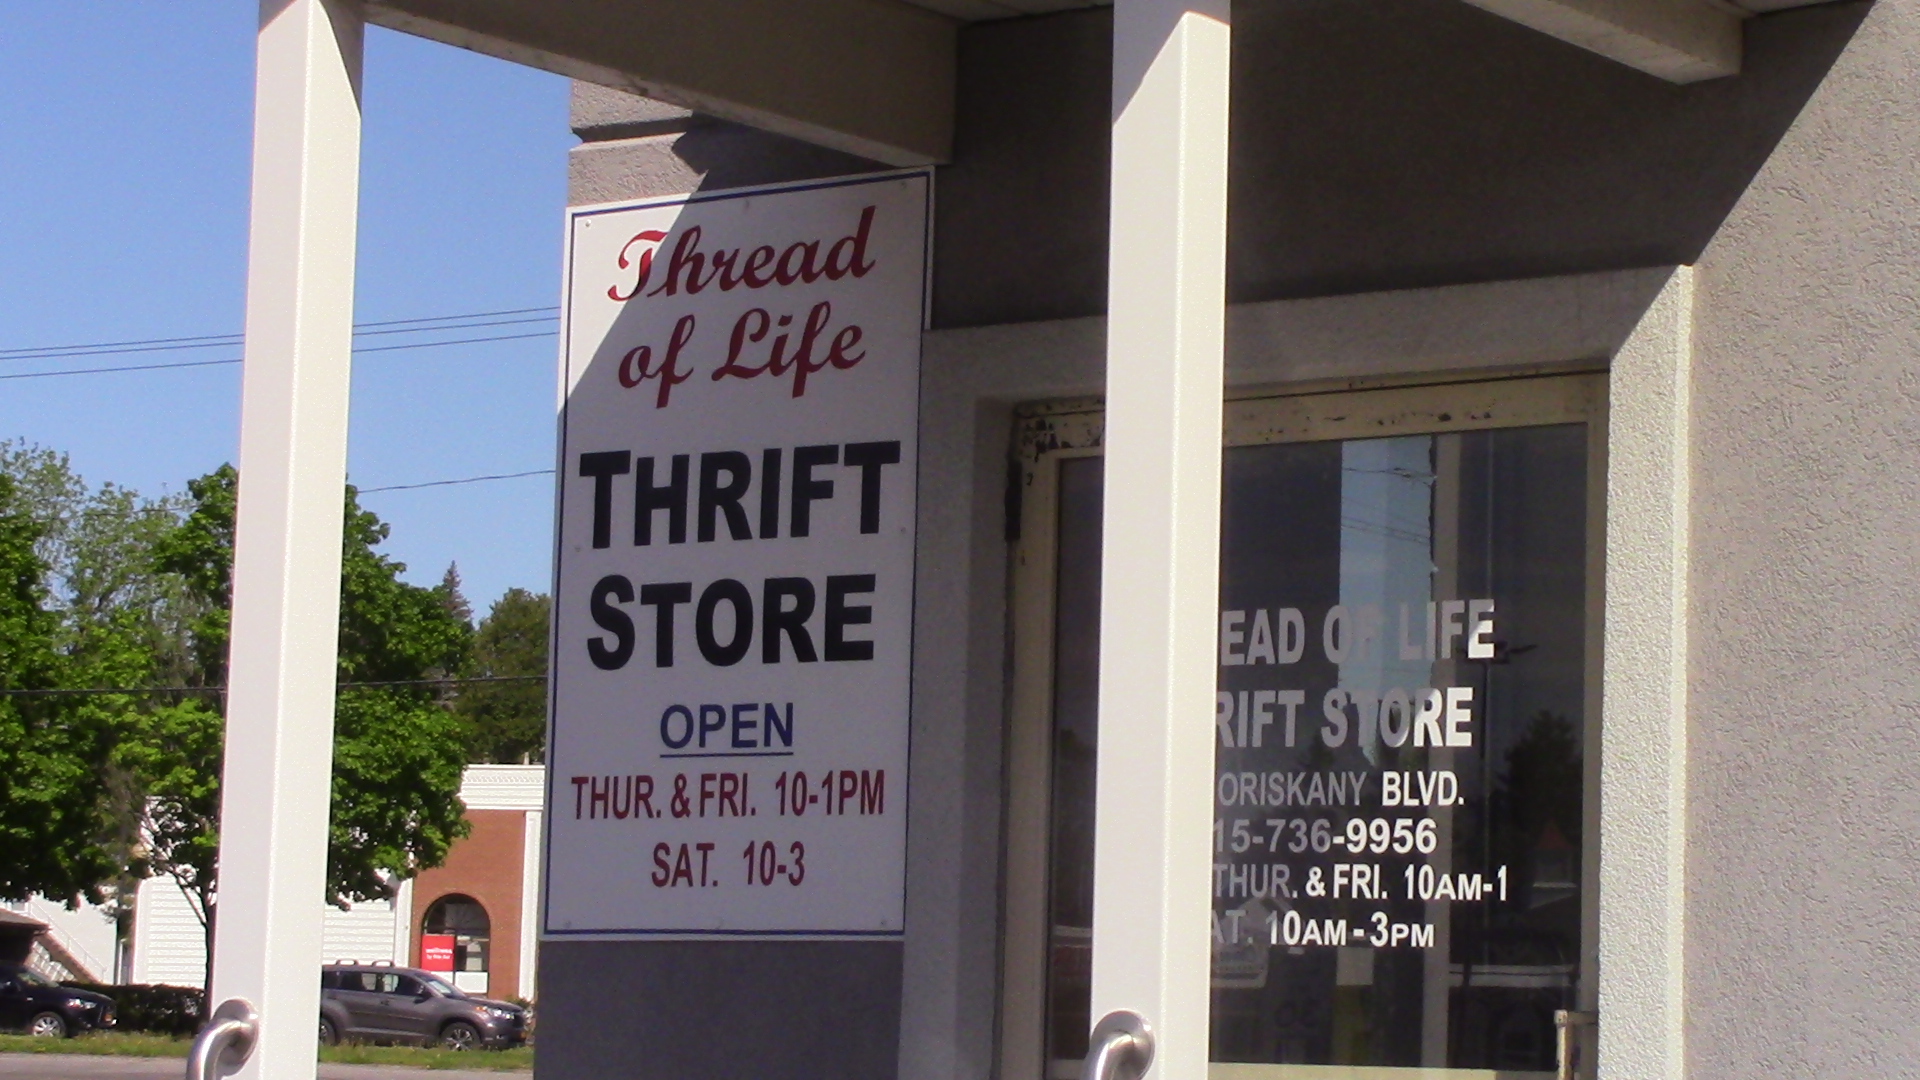 Thread
of Life
THRIFT
STORE
OPEN
THUR. & FRI. 10-1PM
SAT. 10-3
EAD OF LIFE
RIFT STORE
ORISKANY BLVD.
15-736-9956
THUR. & FRI. 10AM-1
AT. 10AM-3PM